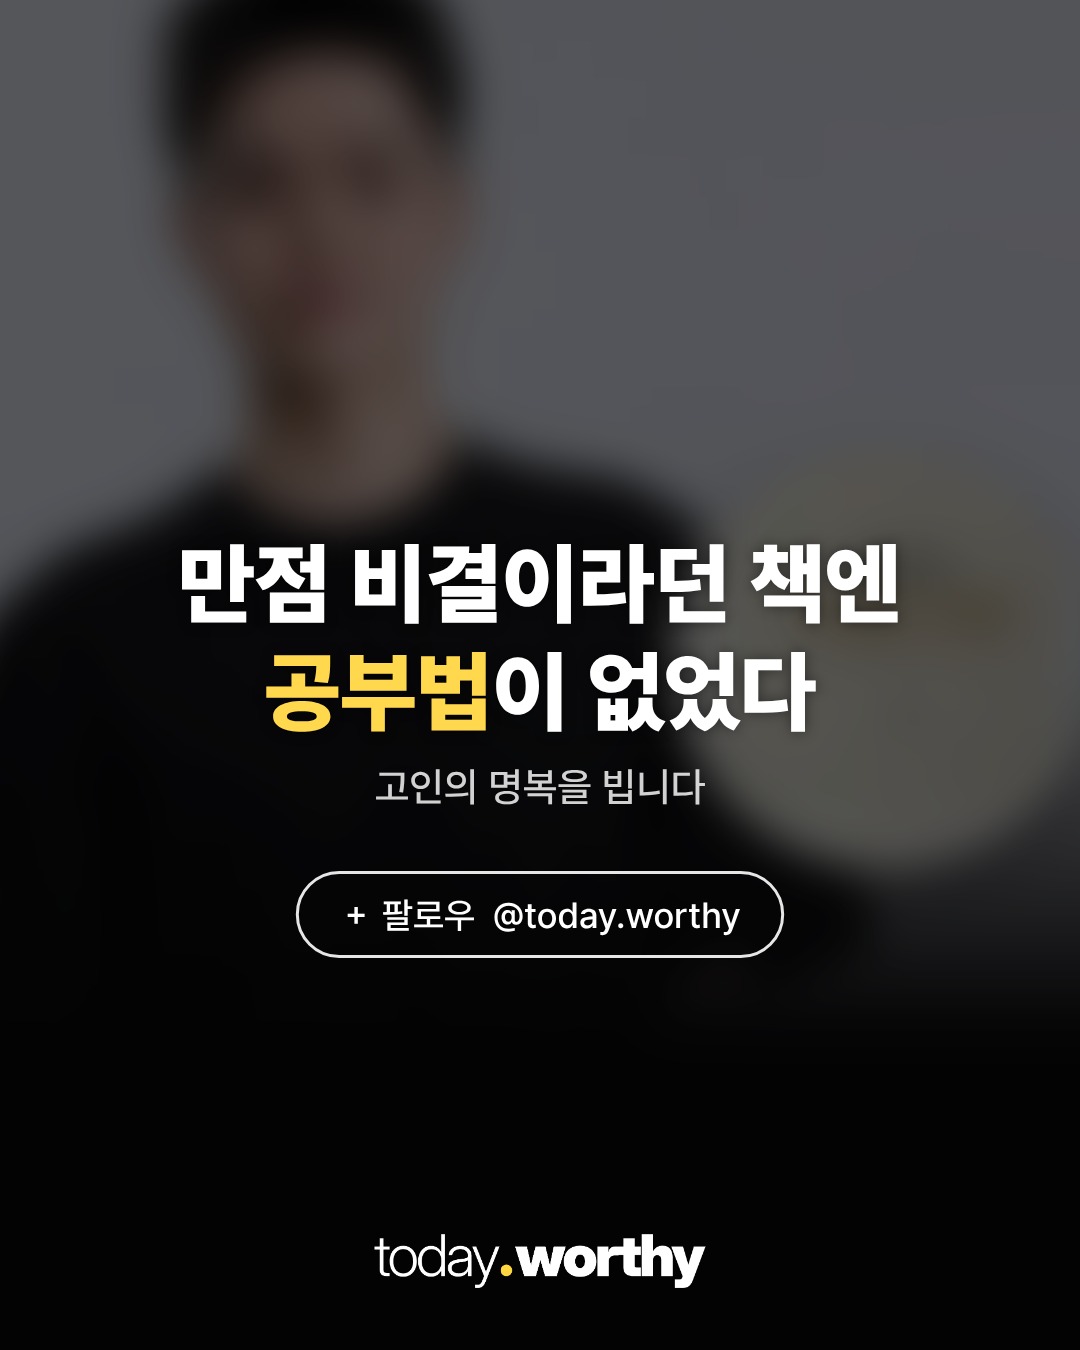 만점 비결이라던 책엔
공부법이 없었다
고인의 명복을 빕니다
+ 팔로우 @today.worthy
today.worthy